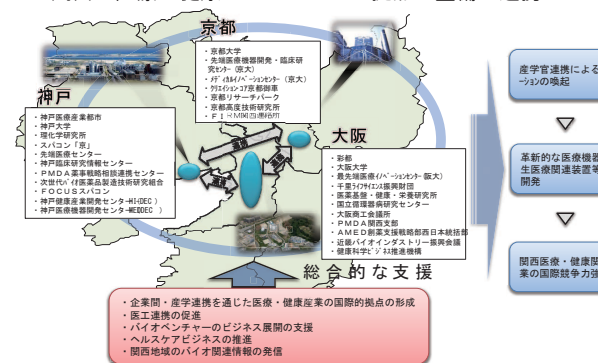 京都
・京都大学
・先端医療機器開発・臨床研
究センター（京大）
・メディカルイノベーションセンター（京大）
・クリエイション・コア京都御車
・京都リサーチパーク
・京都高度技術研究所
神戸
・神戸医療産業都市
・神戸大学
・理化学研究所
・スパコン「京」
・先端医療センター
・神戸臨床研究情報センター
・PMDA薬事戦略相談連携センター
・次世代バイオ医薬品製造技術研究組合
・FOCUSスパコン
・神戸健康産業開発センター（HI-DEC）
・神戸医療機器開発センター（MEDDEC）
連携
連携
連携
大阪
・彩都
・大阪大学
・最先端医療イノベーションセンター（阪大）
・千里ライフサイエンス振興財団
・医薬基盤・健康・栄養研究所
・国立循環器病研究センター
・大阪商工会議所
・PMDA関西支部
・AMED創薬支援戦略部西日本統括部
・近畿バイオインダストリー振興会議
・健康科学ビジネス推進機構
総合的な支援
・企業間・産学連携を通じた医療・健康産業の国際的拠点の形成
・医工連携の促進
・バイオベンチャーのビジネス展開の支援
・ヘルスケアビジネスの推進
・関西地域のバイオ関連情報の発信
産学官連携による
ーションの喚起
革新的な医療機器
生医療関連装置等
開発
関西医療・健康関
業の国際競争力強